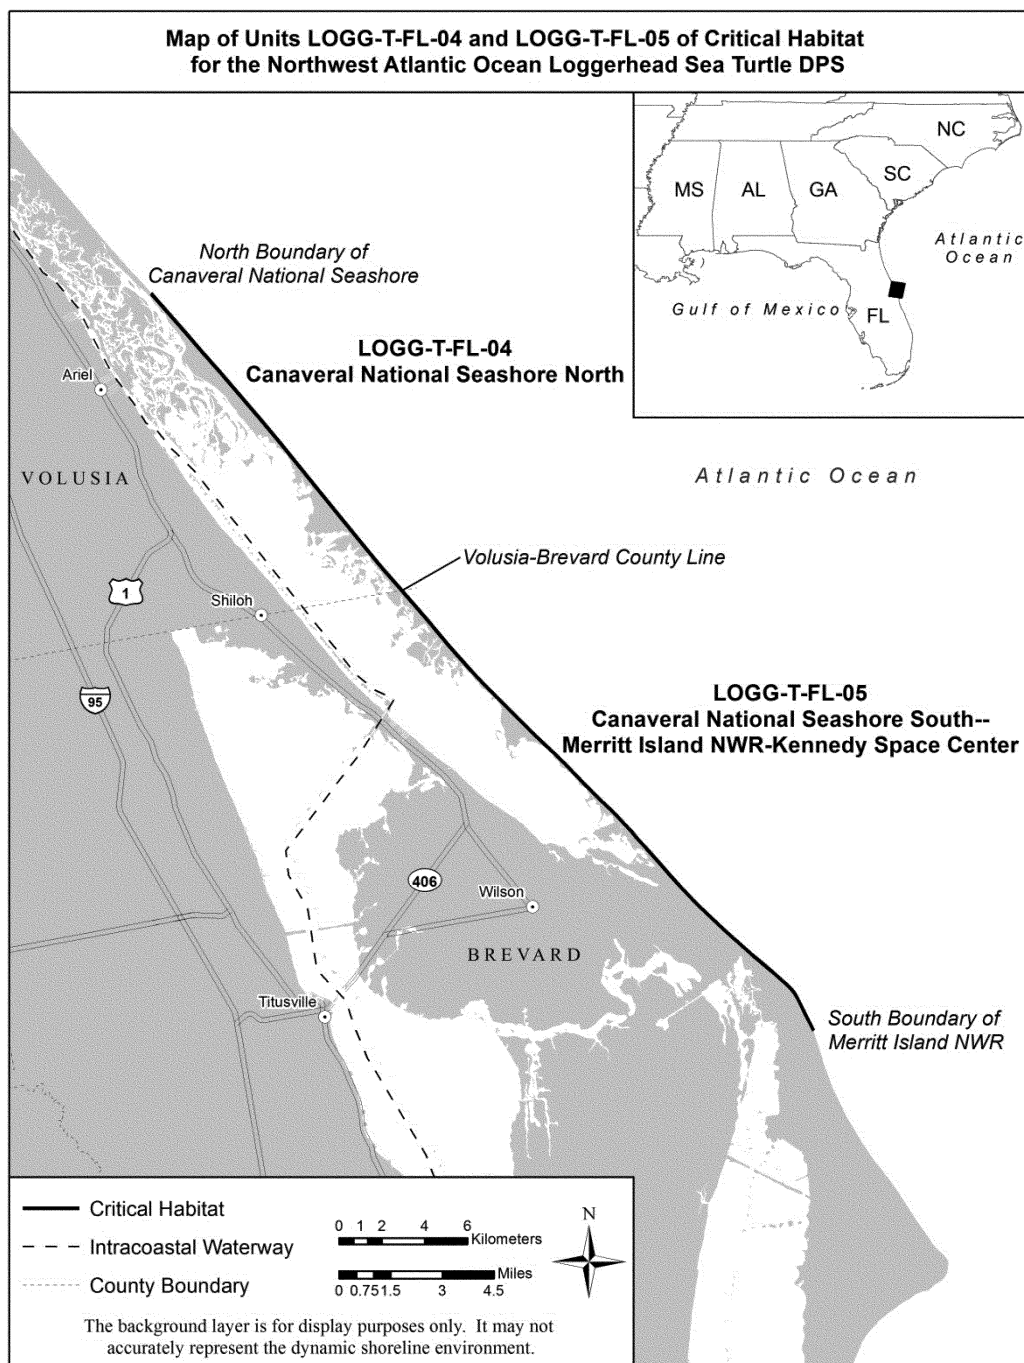 Map of Units LOGG-T-FL-04 and LOGG-T-FL-05 of Critical Habitat
for the Northwest Atlantic Ocean Loggerhead Sea Turtle DPS
NC
SC
MS
AL
GA
Atlantic
Ocean
Gulf of Mexico
FL
North Boundary of
Canaveral National Seashore
LOGG-T-FL-04
Canaveral National Seashore North
Ariel
VOLUSIA
Atlantic Ocean
Volusia-Brevard County Line
1
Shiloh
95
LOGG-T-FL-05
Canaveral National Seashore South--
Merritt Island NWR-Kennedy Space Center
406
Wilson
BREVARD
Titusville
South Boundary of
Merritt Island NWR
Critical Habitat
Intracoastal Waterway
County Boundary
0 1 2 4 6
Kilometers
Miles
0 0.75 1.5 3 4.5
N
The background layer is for display purposes only. It may not
accurately represent the dynamic shoreline environment.